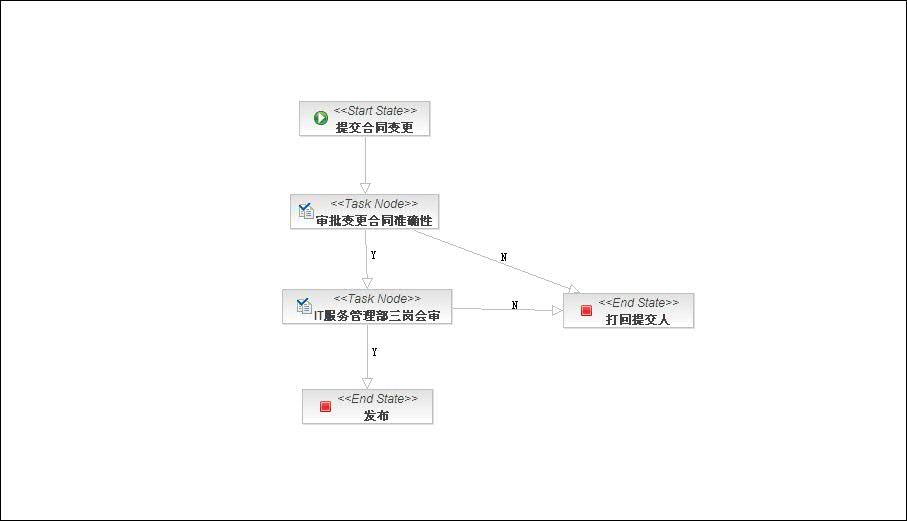 <<Start State>>
提交合同变更
<<Task Node>>
审批变更合同准确性
Y
N
<<Task Node>>
IT服务管理部三岗会审
N
<<End State>>
打回提交人
Y
<<End State>>
发布